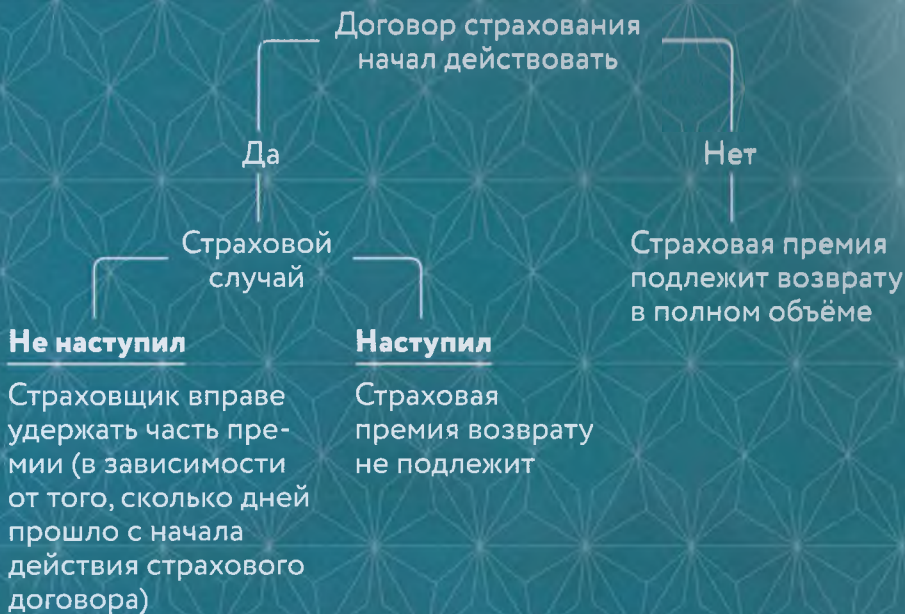 Договор страхования
начал действовать
Да
Нет
Страховой
случай
Страховая премия
подлежит возврату
в полном объёме
Не наступил
Наступил
Страховщик вправе
удержать часть пре-
мии (в зависимости
от того, сколько дней
прошло с начала
действия страхового
договора)
Страховая
премия возврату
не подлежит